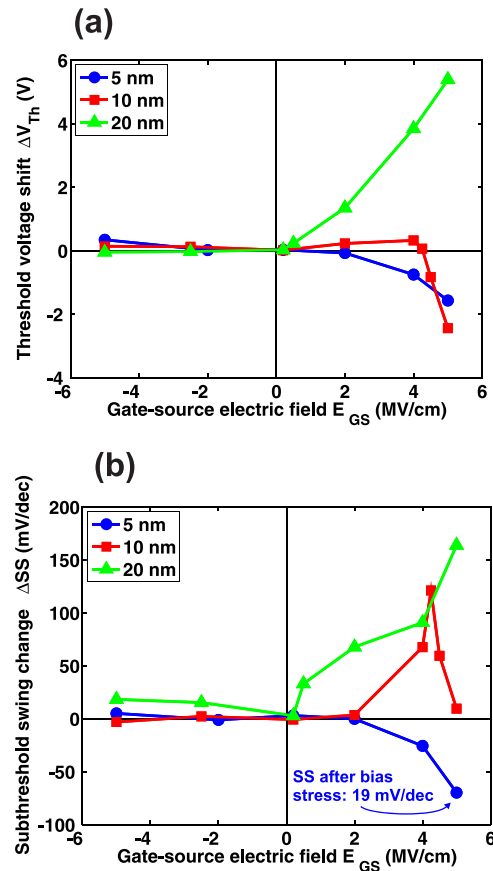 (a)
Threshold voltage shift ΔV_Th (V)
6
4
2
0
-2
-4
5 nm
10 nm
20 nm
-6 -4 -2 0 2 4 6
Gate-source electric field E_GS (MV/cm)
(b)
Subthreshold swing change ΔSS (mV/dec)
200
150
100
50
0
-50
-100
5 nm
10 nm
20 nm
SS after bias
stress: 19 mV/dec
-6 -4 -2 0 2 4 6
Gate-source electric field E_GS (MV/cm)